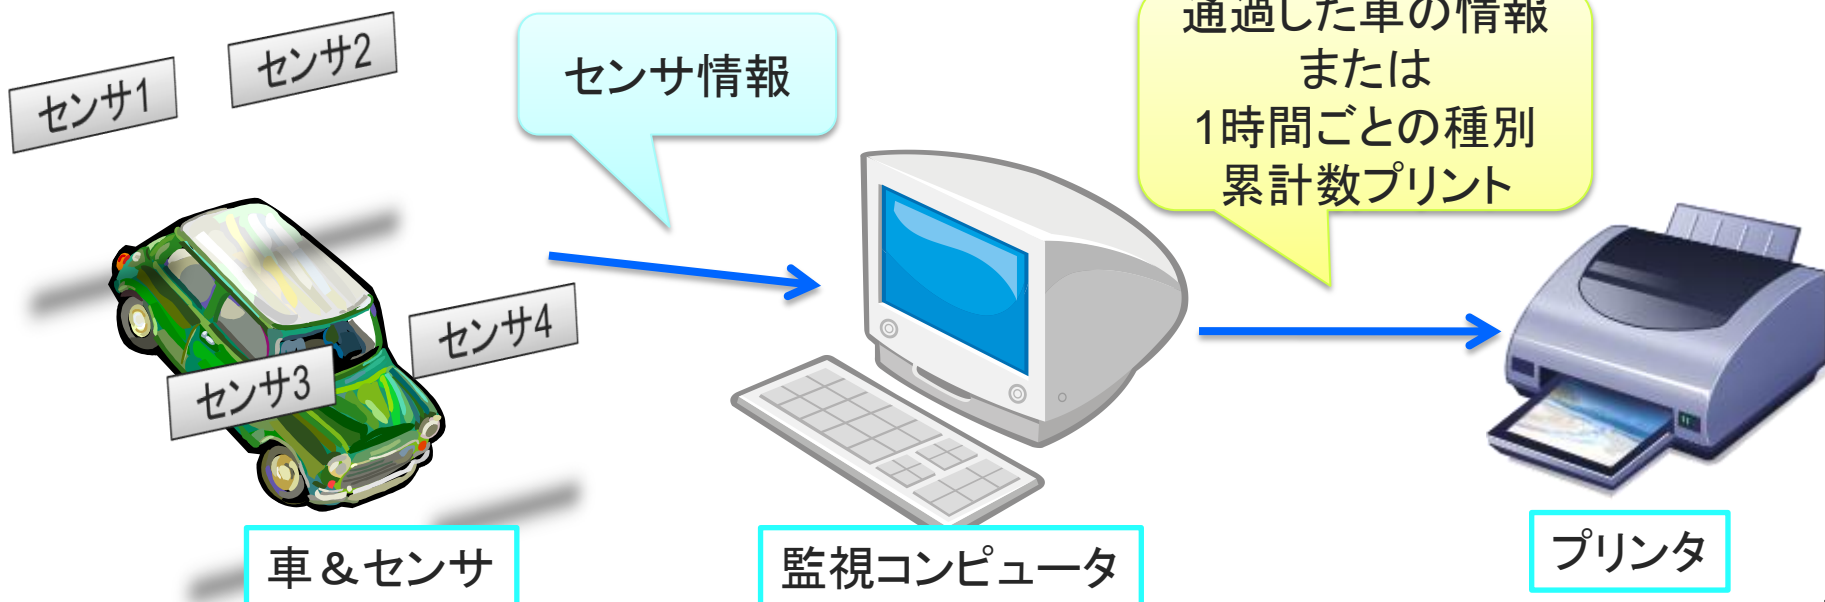 センサ1
センサ2
センサ情報
通過した車の情報
または
1時間ごとの種別
累計数プリント
センサ3
センサ4
車＆センサ
監視コンピュータ
プリンタ